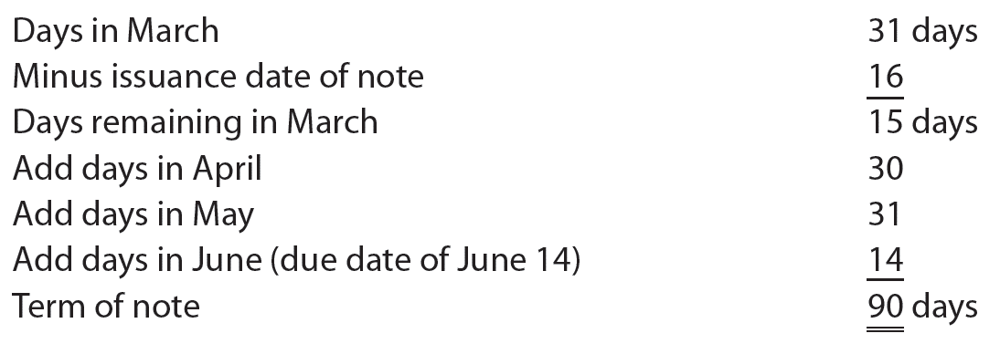 Days in March 31 days
Minus issuance date of note 16
Days remaining in March 15 days
Add days in April 30
Add days in May 31
Add days in June (due date of June 14) 14
Term of note 90 days